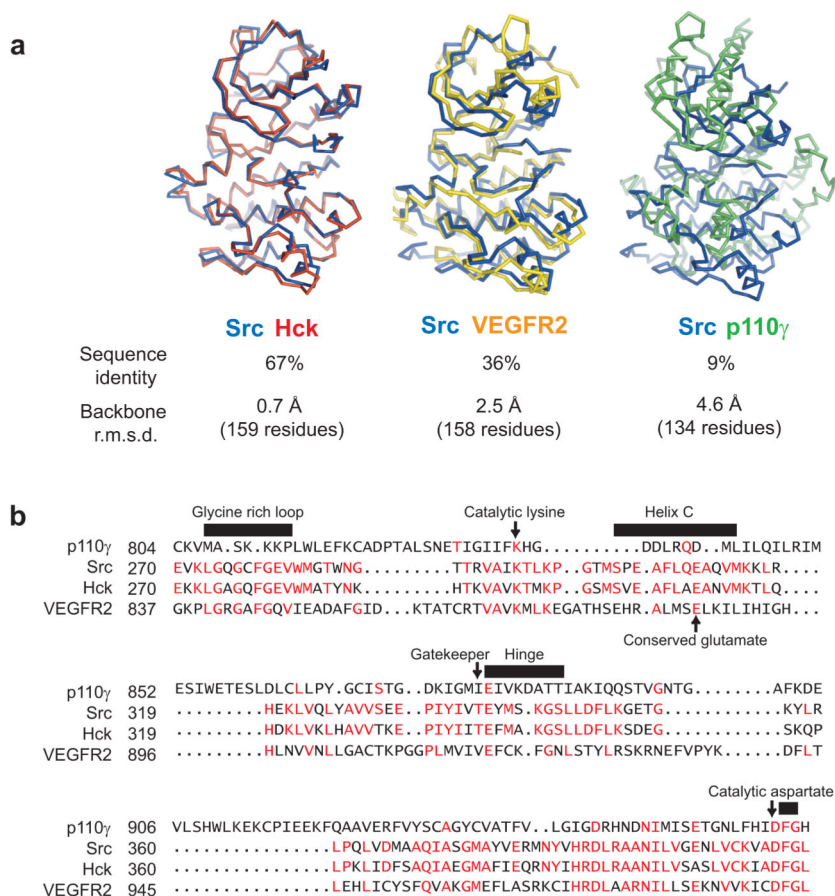 a
Src Hck Src VEGFR2 Src p110γ
Sequence identity 67% 36% 9%
Backbone r.m.s.d. 0.7 Å (159 residues) 2.5 Å (158 residues) 4.6 Å (134 residues)
b
Glycine rich loop Catalytic lysine Helix C
p110γ 804 CKVMA.SK.KKPLWLEFKCADPTALSNETIGIIFKHG..........DDLRQD..MLILQILRIM
Src 270 EVKLGQGCFGEVWMGTWNG........TTRVAIKTLKP..GTMSPE.AFLQEAQVMKKLR....
Hck 270 EKKLGAGQFGEVWMATYNK........HTKVAVKTMKP..GSMSVEAFLAEANVMKTLQ....
VEGFR2 837 GKPLGRGAFGQVIEADAFGID..KTATCRTVAVKMLKEGATHSEHR.ALMSELKILIHIGH...
Conserved glutamate
Gatekeeper Hinge
p110γ 852 ESIWETESLDLCLLPY.GCISTG..DKIGMIEIVKDATTIAKIQQSTVGNTG........AFKDE
Src 319 .........HEKLVQLYAVVSEE..PIYIVTEYMS.KGSLLDFLKGETG.........KYLR
Hck 319 .........HDKLVKLHAVVTKE.PIYIITEFMA.KGSLLDFLKSDEG.........SKQP
VEGFR2 896 .........HLNVVNLLGACTKPGGPLMVIVEFCK.FGNLSTYLRSKRNEFVPYK......DFLT
Catalytic aspartate
p110γ 906 VLSHWLKEKCPIEEKFQAAVERFVYSCAGYCVATFV..LGIGDRHNDNIMISETGNLFHIDFGH
Src 360 ................LPQLVDMAAQIASGMAYVERMNYVHRDLRAANILVGENLVCKVADFGL
Hck 360 ................LPKLIDFSAQIASGMAFIEQRNYIHRDLRAANILVSASLVCKIADFGL
VEGFR2 945 ................LEHLICYSFQVAKGMEFLASRKCIHRDLAARNILLSEKNVVKICDFGL